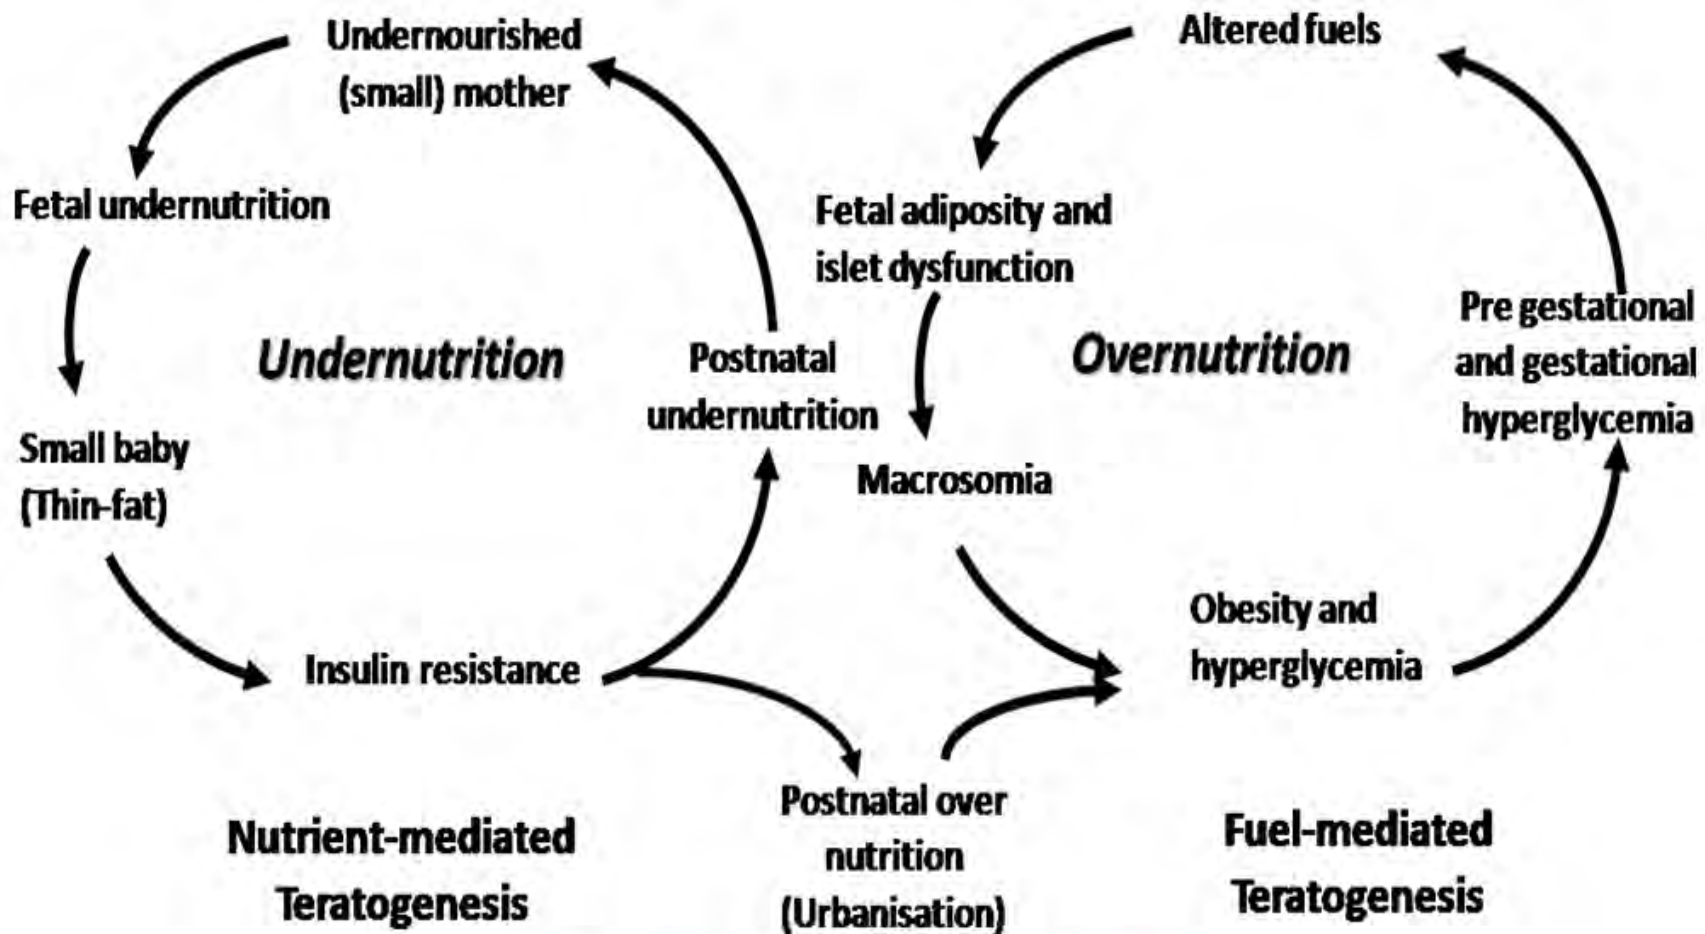 Undernourished
(small) mother
Fetal undernutrition
Small baby
(Thin-fat)
Insulin resistance
Postnatal
undernutrition
Undernutrition
Nutrient-mediated
Teratogenesis
Postnatal over
nutrition
(Urbanisation)
Altered fuels
Fetal adiposity and
islet dysfunction
Macrosomia
Obesity and
hyperglycemia
Pre gestational
and gestational
hyperglycemia
Overnutrition
Fuel-mediated
Teratogenesis